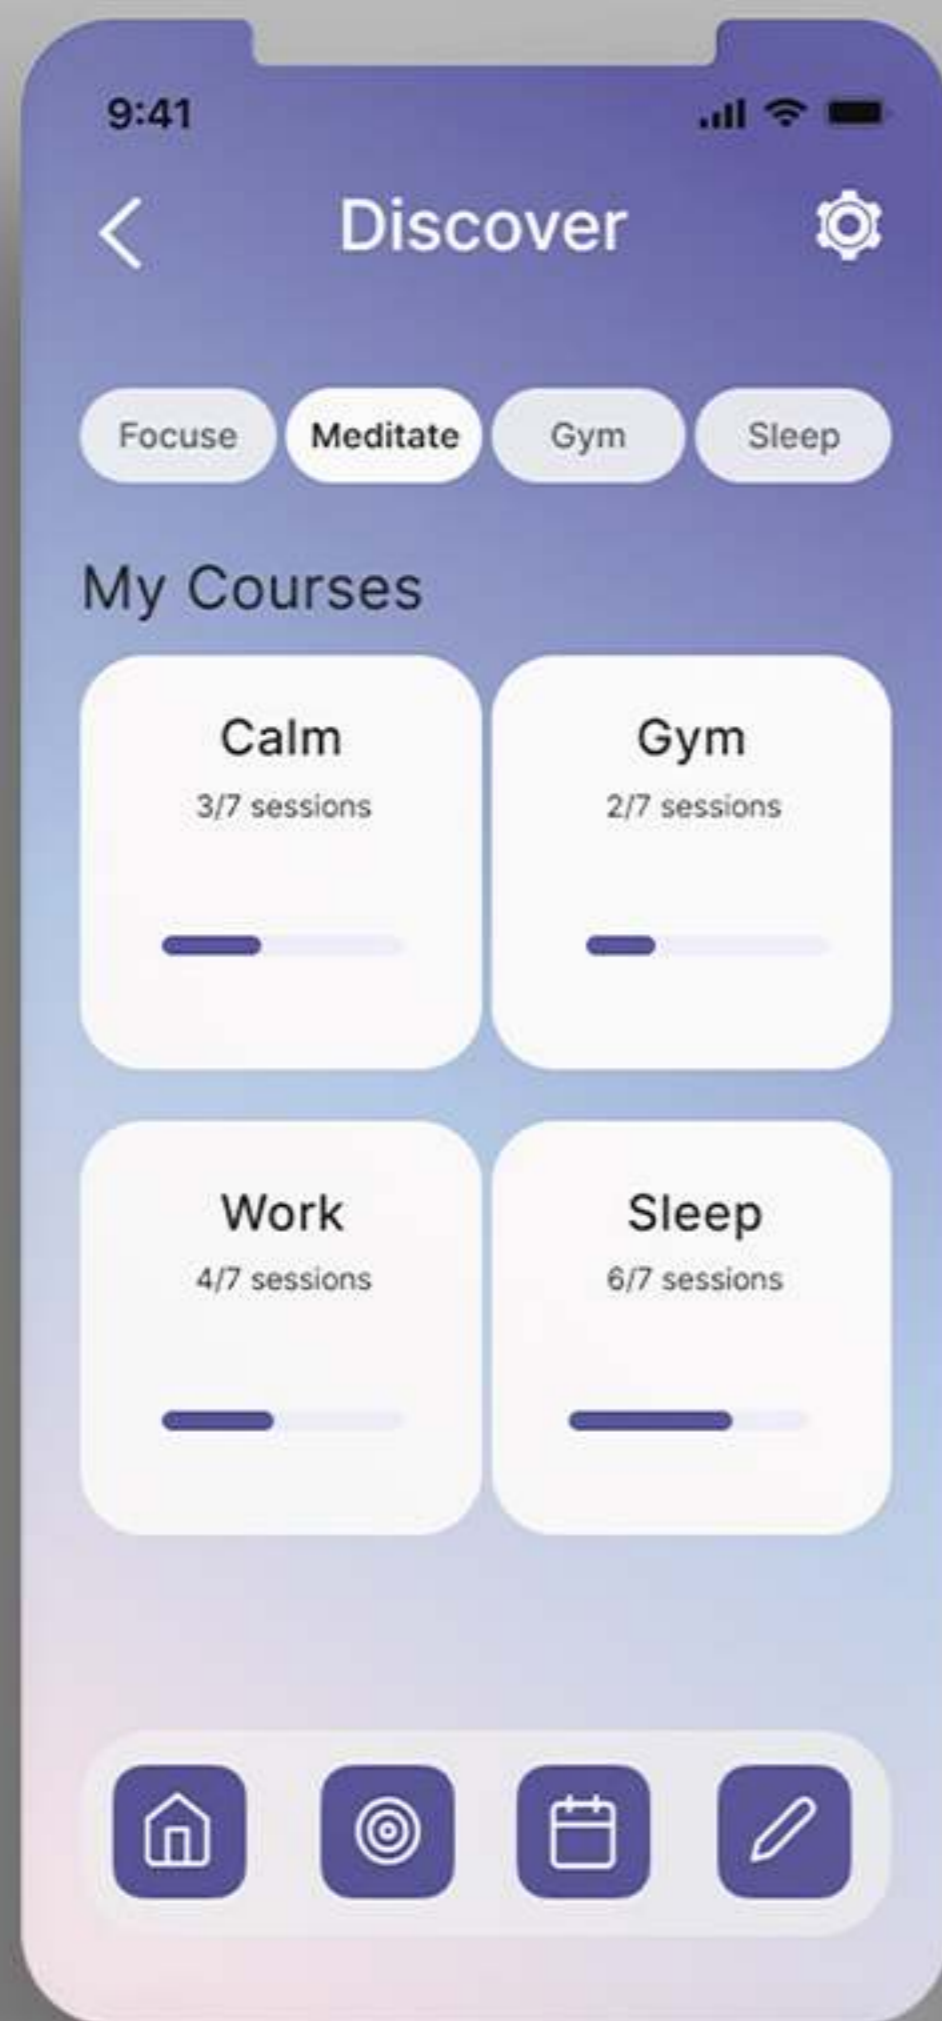 9:41
Discover
Focuse Meditate Gym Sleep
My Courses
Calm Gym
3/7 sessions 2/7 sessions
Work Sleep
4/7 sessions 6/7 sessions